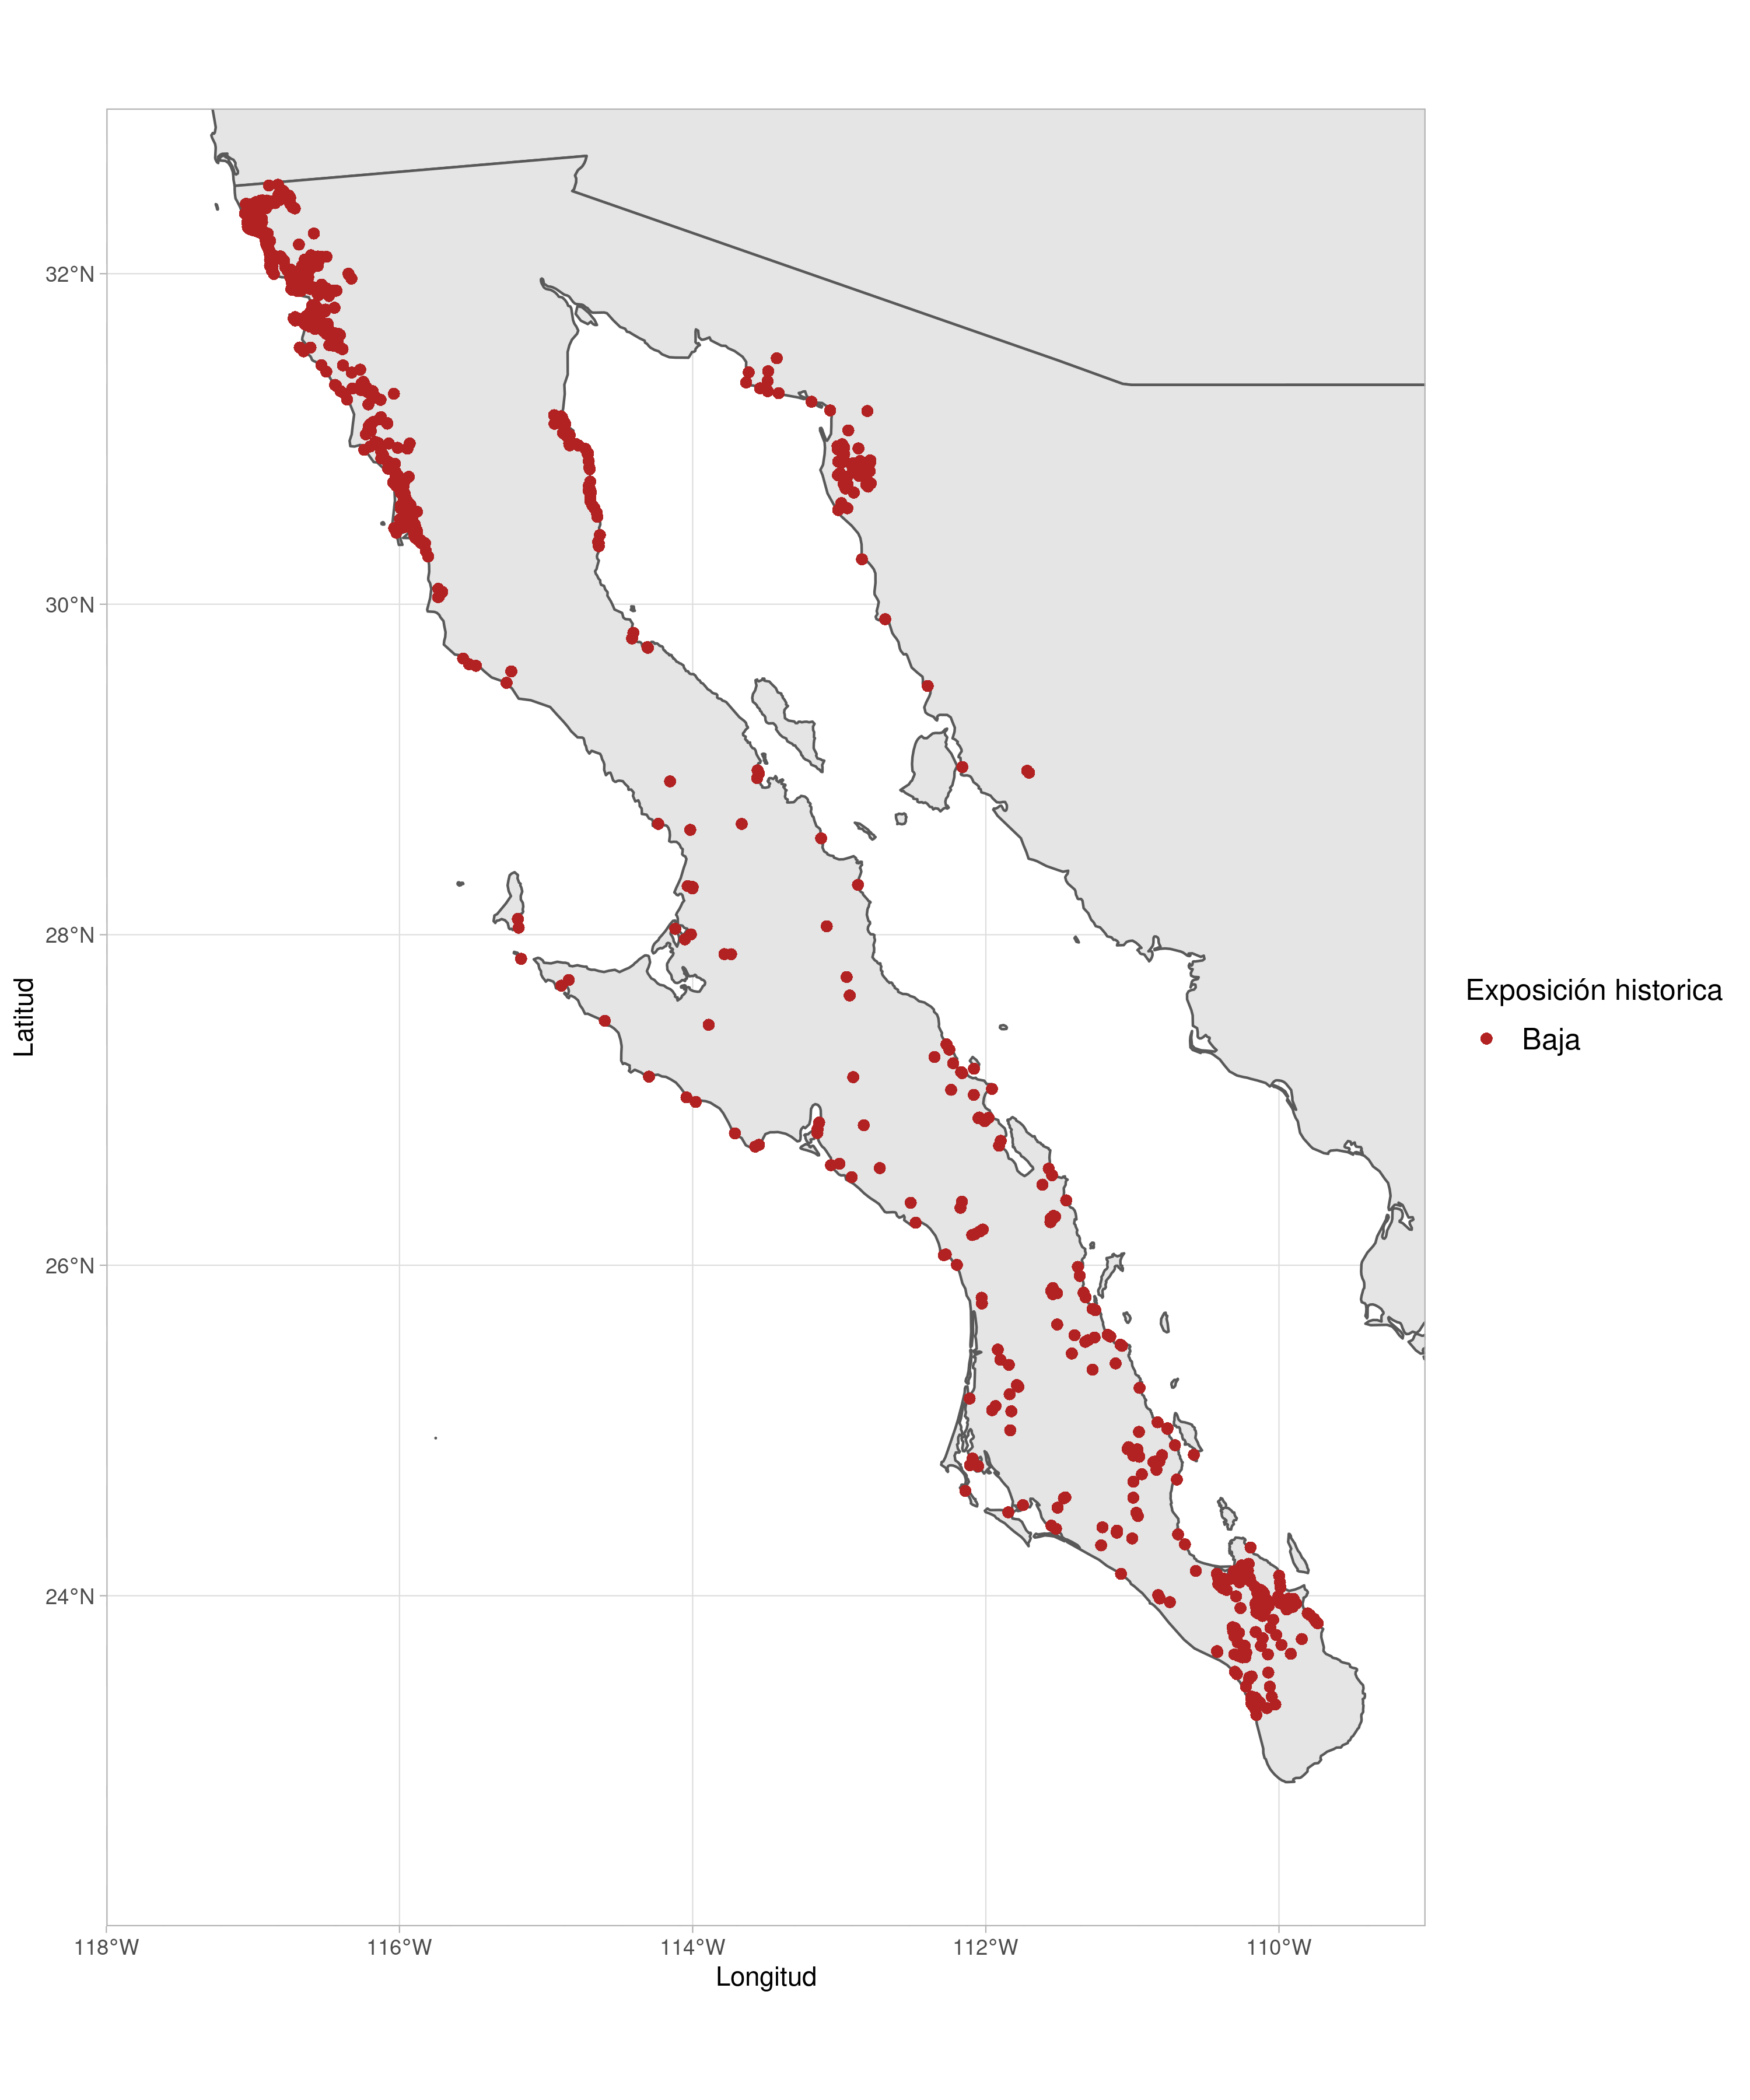 32°N
30°N
28°N
26°N
24°N
118°W
116°W
114°W
112°W
110°W
Longitud
Latitud
Exposición historica
Baja